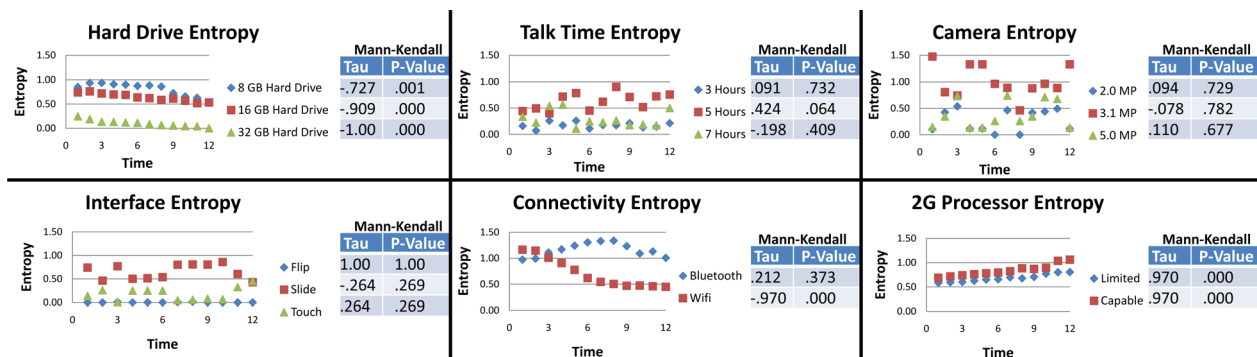 Hard Drive Entropy
Mann-Kendall
Tau P-Value
Entropy
1.50
1.00
0.50
0.00
0 3 6 9 12
Time
8 GB Hard Drive -.727 .001
16 GB Hard Drive -.909 .000
32 GB Hard Drive -1.00 .000
Talk Time Entropy
Mann-Kendall
Tau P-Value
Entropy
1.50
1.00
0.50
0.00
0 3 6 9 12
Time
3 Hours .091 .732
5 Hours .424 .064
7 Hours -.198 .409
Camera Entropy
Mann-Kendall
Tau P-Value
Entropy
1.50
1.00
0.50
0.00
0 3 6 9 12
Time
2.0 MP .094 .729
3.1 MP -.078 .782
5.0 MP .110 .677
Interface Entropy
Mann-Kendall
Tau P-Value
Entropy
1.50
1.00
0.50
0.00
0 3 6 9 12
Time
Flip 1.00 1.00
Slide -.264 .269
Touch .264 .269
Connectivity Entropy
Mann-Kendall
Tau P-Value
Entropy
1.50
1.00
0.50
0.00
0 3 6 9 12
Time
Bluetooth .212 .373
Wifi -.970 .000
2G Processor Entropy
Mann-Kendall
Tau P-Value
Entropy
1.50
1.00
0.50
0.00
0 3 6 9 12
Time
Limited .970 .000
Capable .970 .000